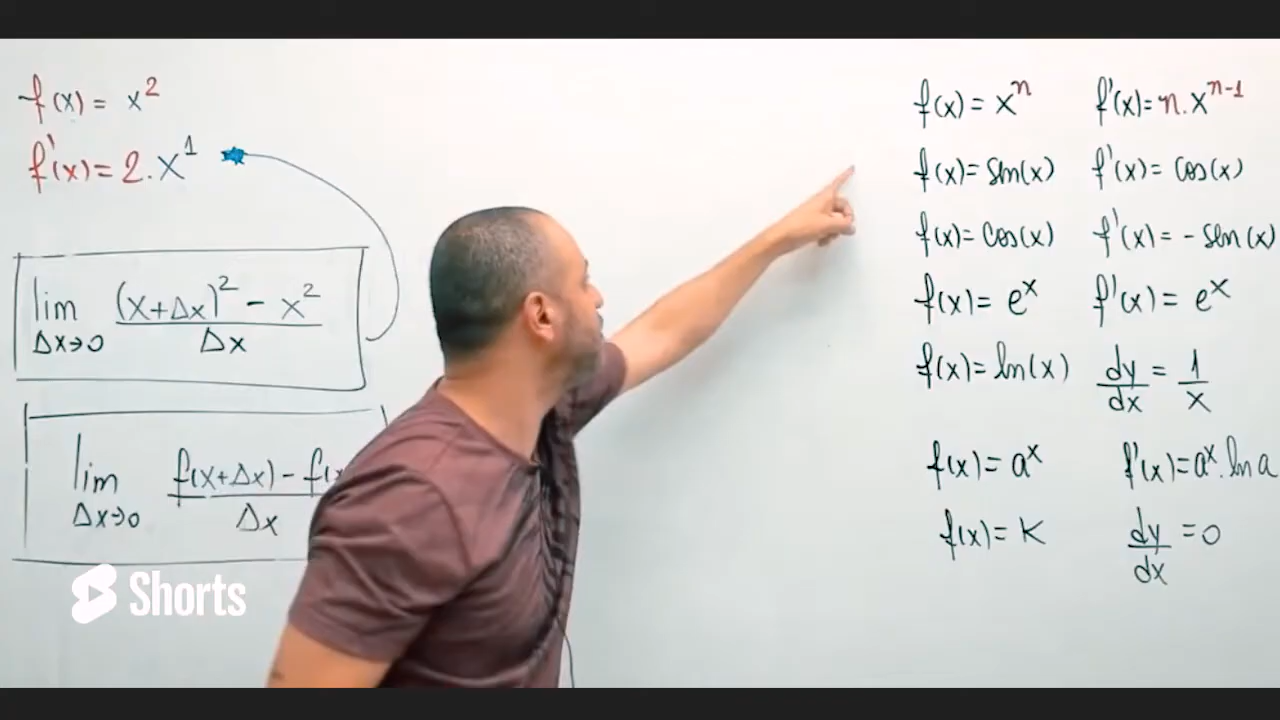 f(x) = x²
f'(x) = 2 . x¹
lim Δx→0 (x+Δx)² - x² / Δx
lim Δx→0 f(x+Δx) - f(x / Δx
Shorts
f(x) = xⁿ f'(x) = n . xⁿ⁻¹
f(x) = sen(x) f'(x) = cos(x)
f(x) = cos(x) f'(x) = - sen(x)
f(x) = eˣ f'(x) = eˣ
f(x) = ln(x) dy/dx = 1/x
f(x) = aˣ f'(x) = aˣ . ln a
f(x) = K dy/dx = 0